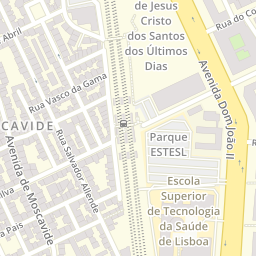 de Jesus
Cristo
dos Santos
dos Últimos
Dias
Abril
Rua do Co
Rua Vasco da Gama
Avenida Dom João II
CAVIDE
Parque
ESTESL
Rua Salvador Allende
Avenida de Moscavide
Escola
Superior
de Tecnologia
da Saúde
de Lisboa
Silva
Pais